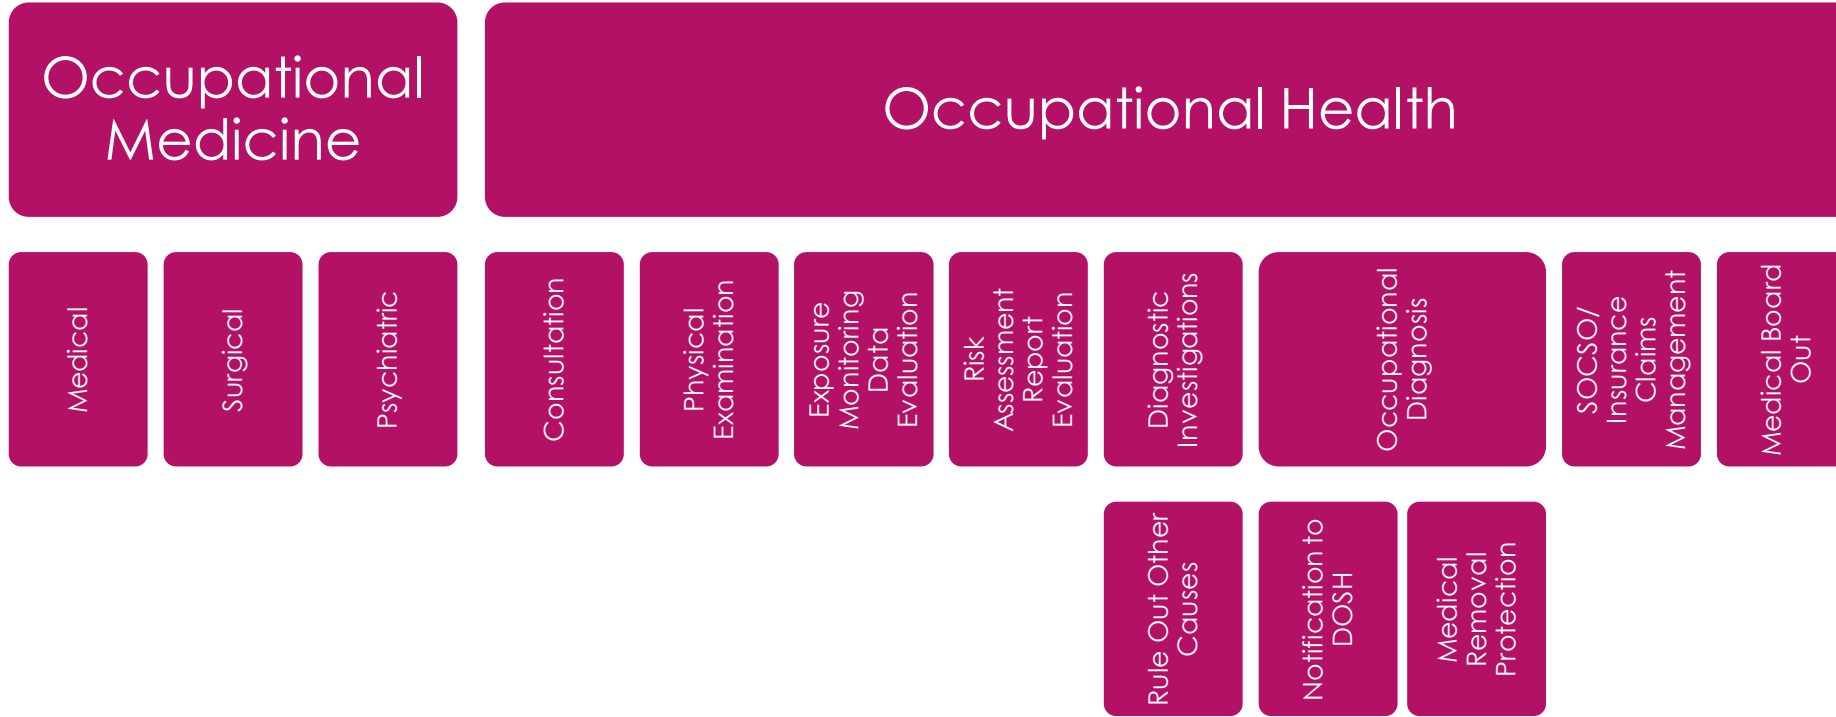 Occupational
Medicine
Occupational Health
Medical
Surgical
Psychiatric
Consultation
Physical
Examination
Exposure
Monitoring
Data
Evaluation
Risk
Assessment
Report
Evaluation
Diagnostic
Investigations
Occupational
Diagnosis
SOCSO/
Insurance
Claims
Management
Medical Board
Out
Rule Out Other
Causes
Notification to
DOSH
Medical
Removal
Protection